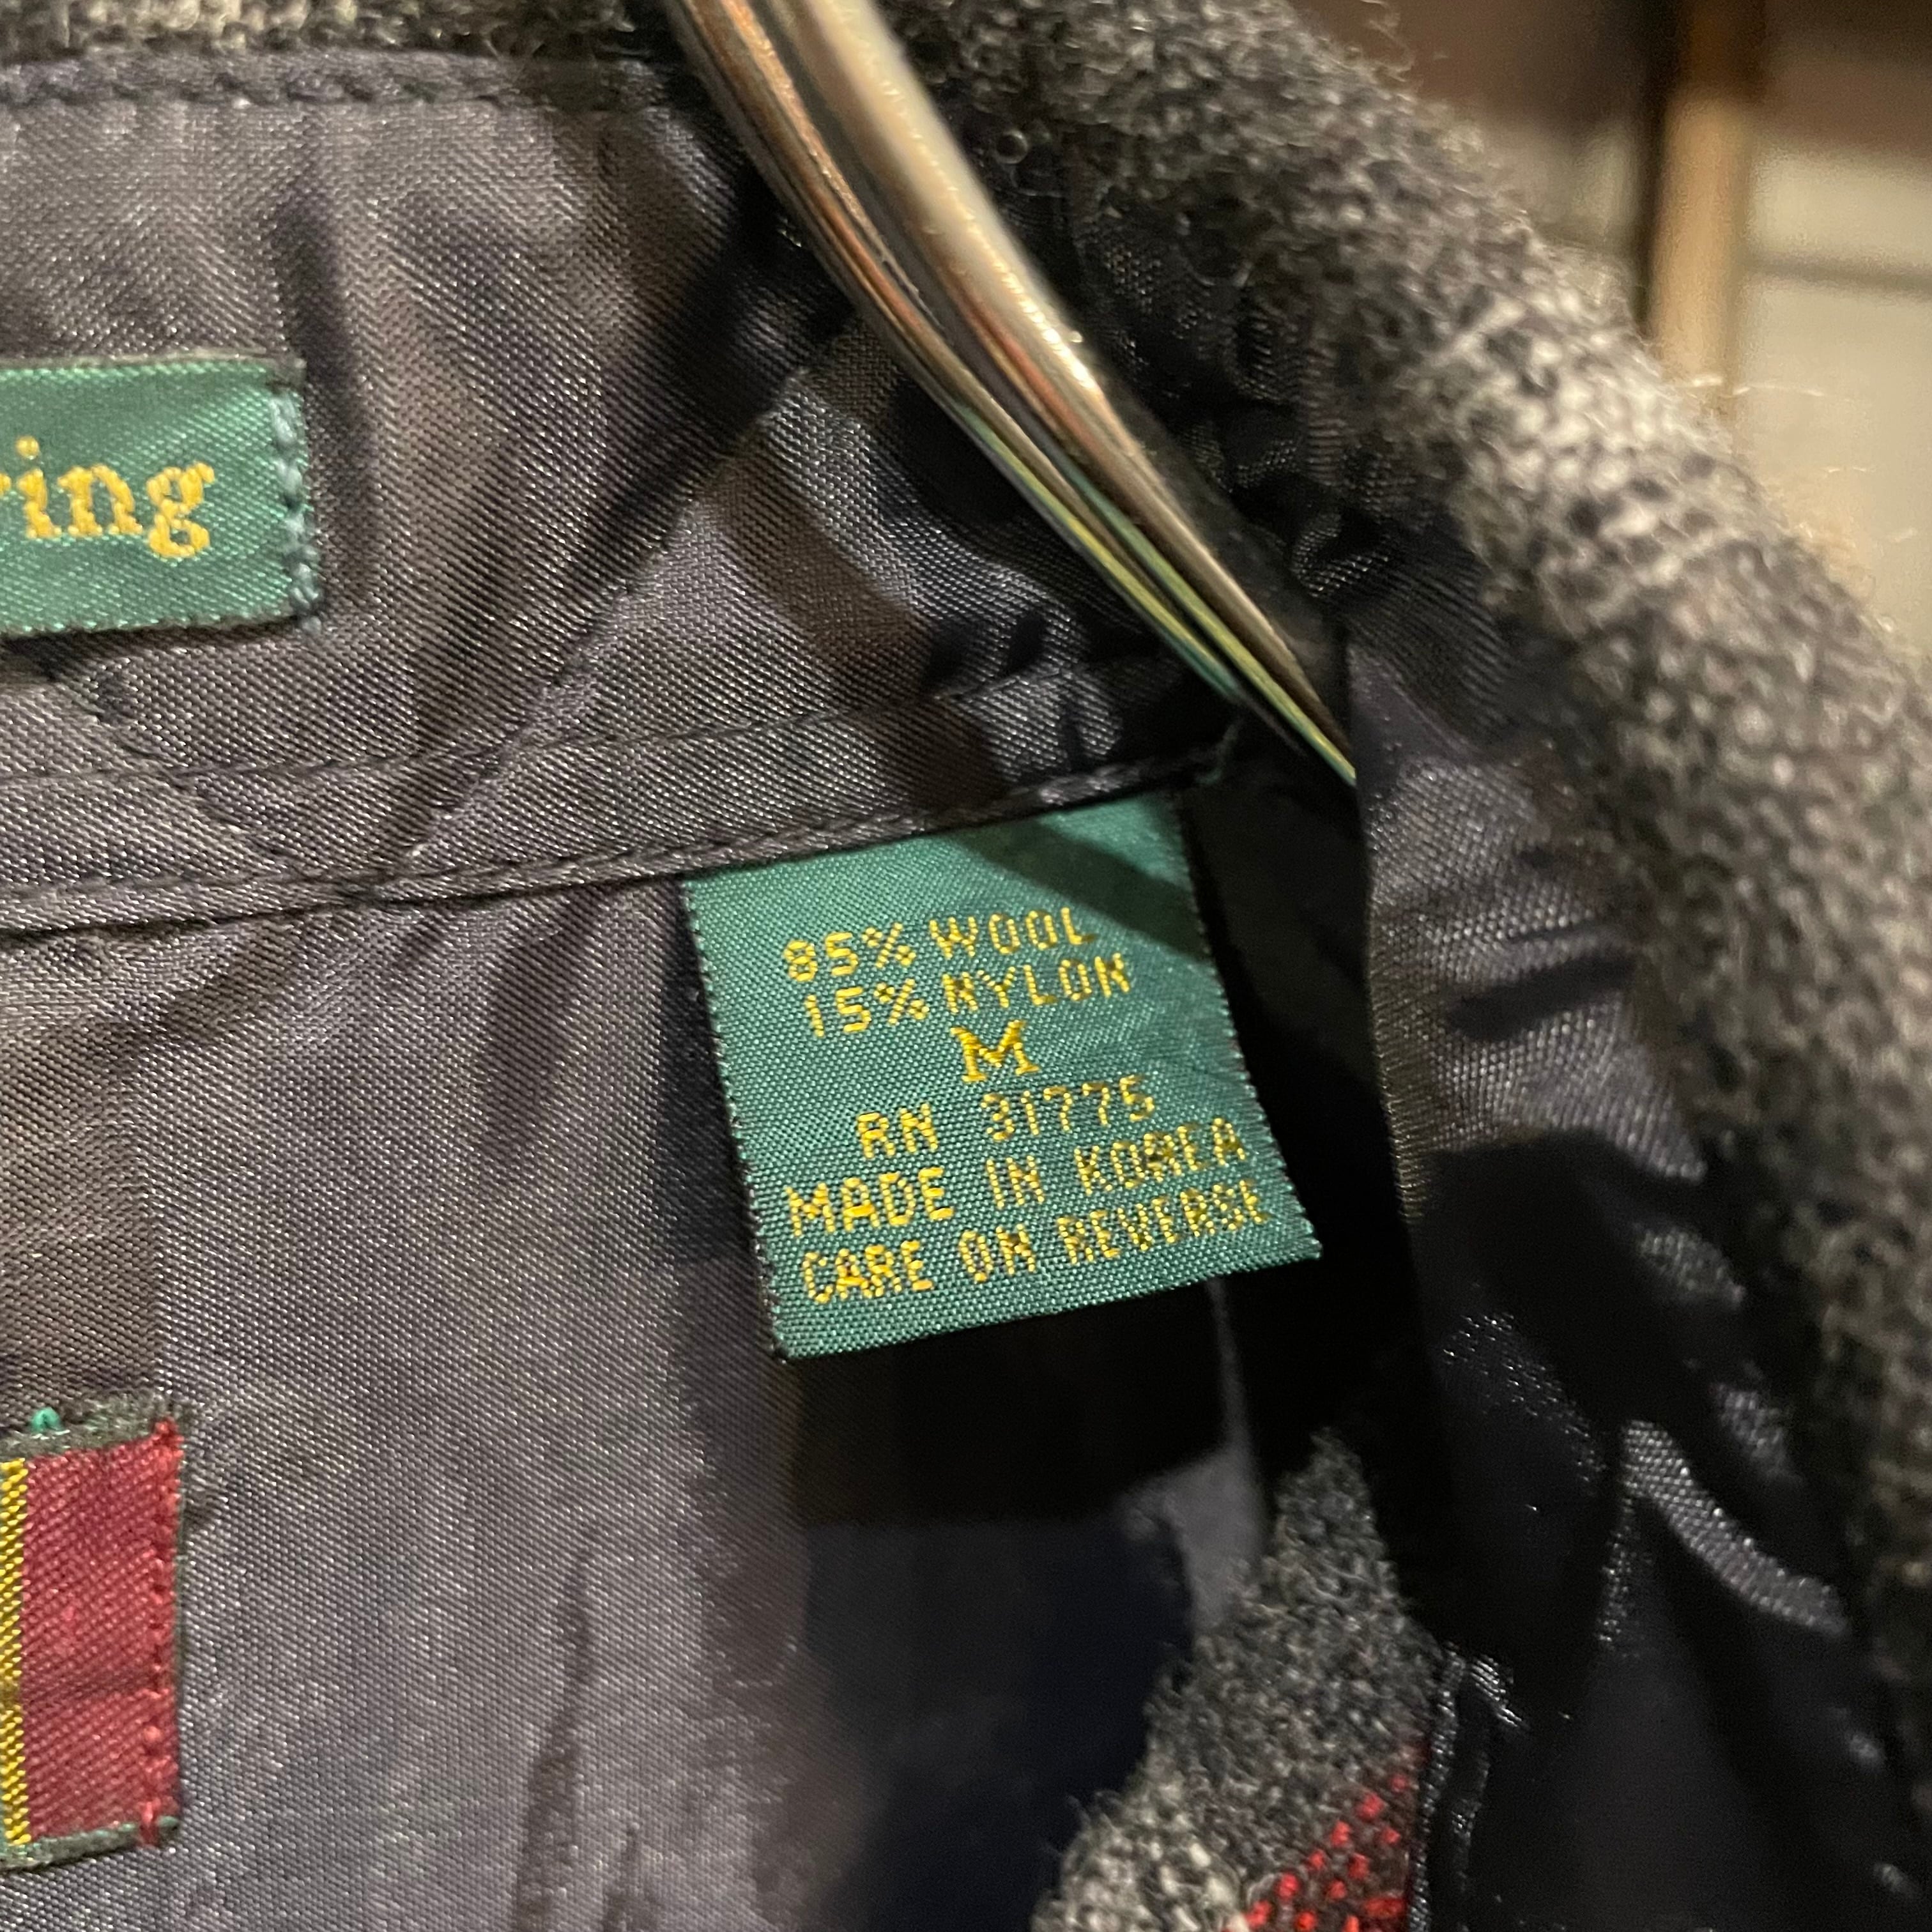 ring
85% WOOL
15% NYLON
M
RN 31775
MADE IN KOREA
CARE ON REVERSE